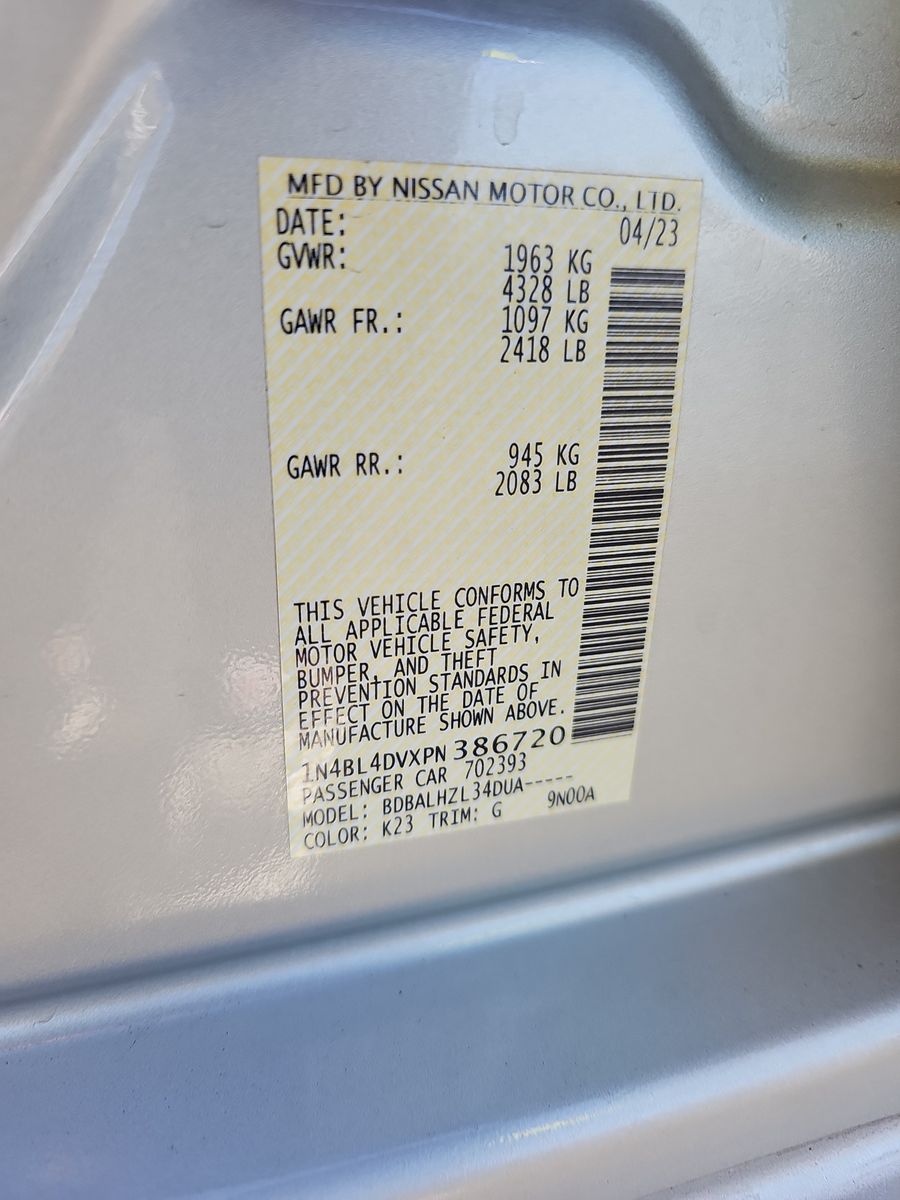 MFD BY NISSAN MOTOR CO., LTD.
DATE: 04/23
GVWR: 1963 KG
4328 LB
GAWR FR.: 1097 KG
2418 LB
GAWR RR.: 945 KG
2083 LB
THIS VEHICLE CONFORMS TO
ALL APPLICABLE FEDERAL
MOTOR VEHICLE SAFETY,
BUMPER, AND THEFT
PREVENTION STANDARDS IN
EFFECT ON THE DATE OF
MANUFACTURE SHOWN ABOVE.
1N4BL4DVXPN386720
PASSENGER CAR 702393
MODEL: BDBALHZL34DUA-----
COLOR: K23 TRIM: G 9N00A